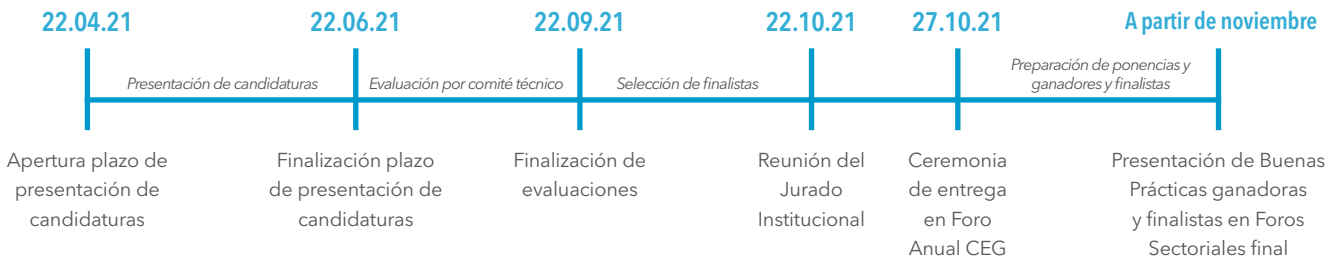 22.04.21
22.06.21
22.09.21
22.10.21
27.10.21
A partir de noviembre
Presentación de candidaturas
Evaluación por comité técnico
Selección de finalistas
Preparación de ponencias y
ganadores y finalistas
Apertura plazo de
presentación de
candidaturas
Finalización plazo
de presentación de
candidaturas
Finalización de
evaluaciones
Reunión del
Jurado
Institucional
Ceremonia
de entrega
en Foro
Anual CEG
Presentación de Buenas
Prácticas ganadoras
y finalistas en Foros
Sectoriales final